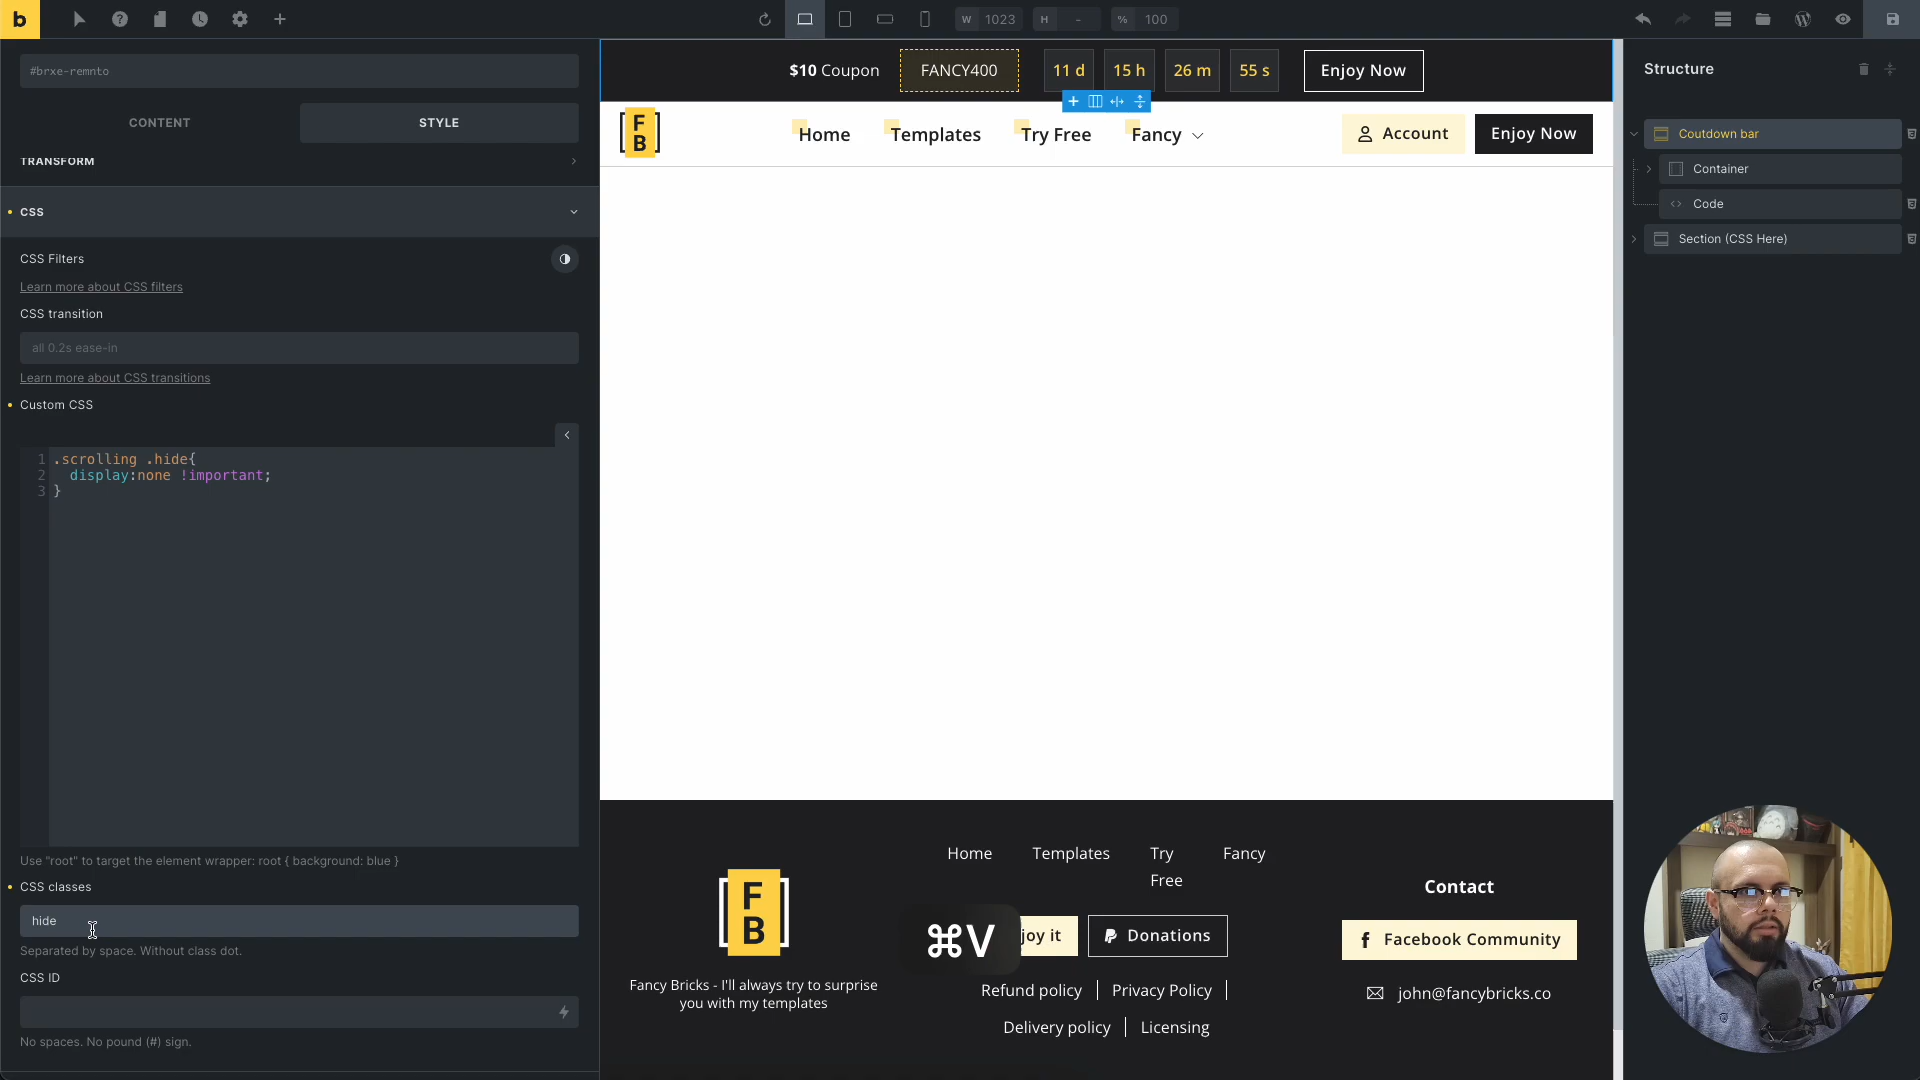 b
W 1023
H -
% 100
#brxe-remnto
CONTENT
STYLE
TRANSFORM
CSS
CSS Filters
Learn more about CSS filters
CSS transition
all 0.2s ease-in
Learn more about CSS transitions
Custom CSS
1 .scrolling .hide{
2 display:none !important;
3 }
Use "root" to target the element wrapper: root { background: blue }
CSS classes
hide
Separated by space. Without class dot.
CSS ID
No spaces. No pound (#) sign.
$10 Coupon
FANCY400
11 d
15 h
26 m
55 s
Enjoy Now
F
B
Home
Templates
Try Free
Fancy
Account
Enjoy Now
F
B
Fancy Bricks - I'll always try to surprise
you with my templates
Home
Templates
Try
Free
Fancy
⌘V
joy it
Donations
Refund policy
Privacy Policy
Delivery policy
Licensing
Contact
Facebook Community
john@fancybricks.co
Structure
Coutdown bar
Container
Code
Section (CSS Here)